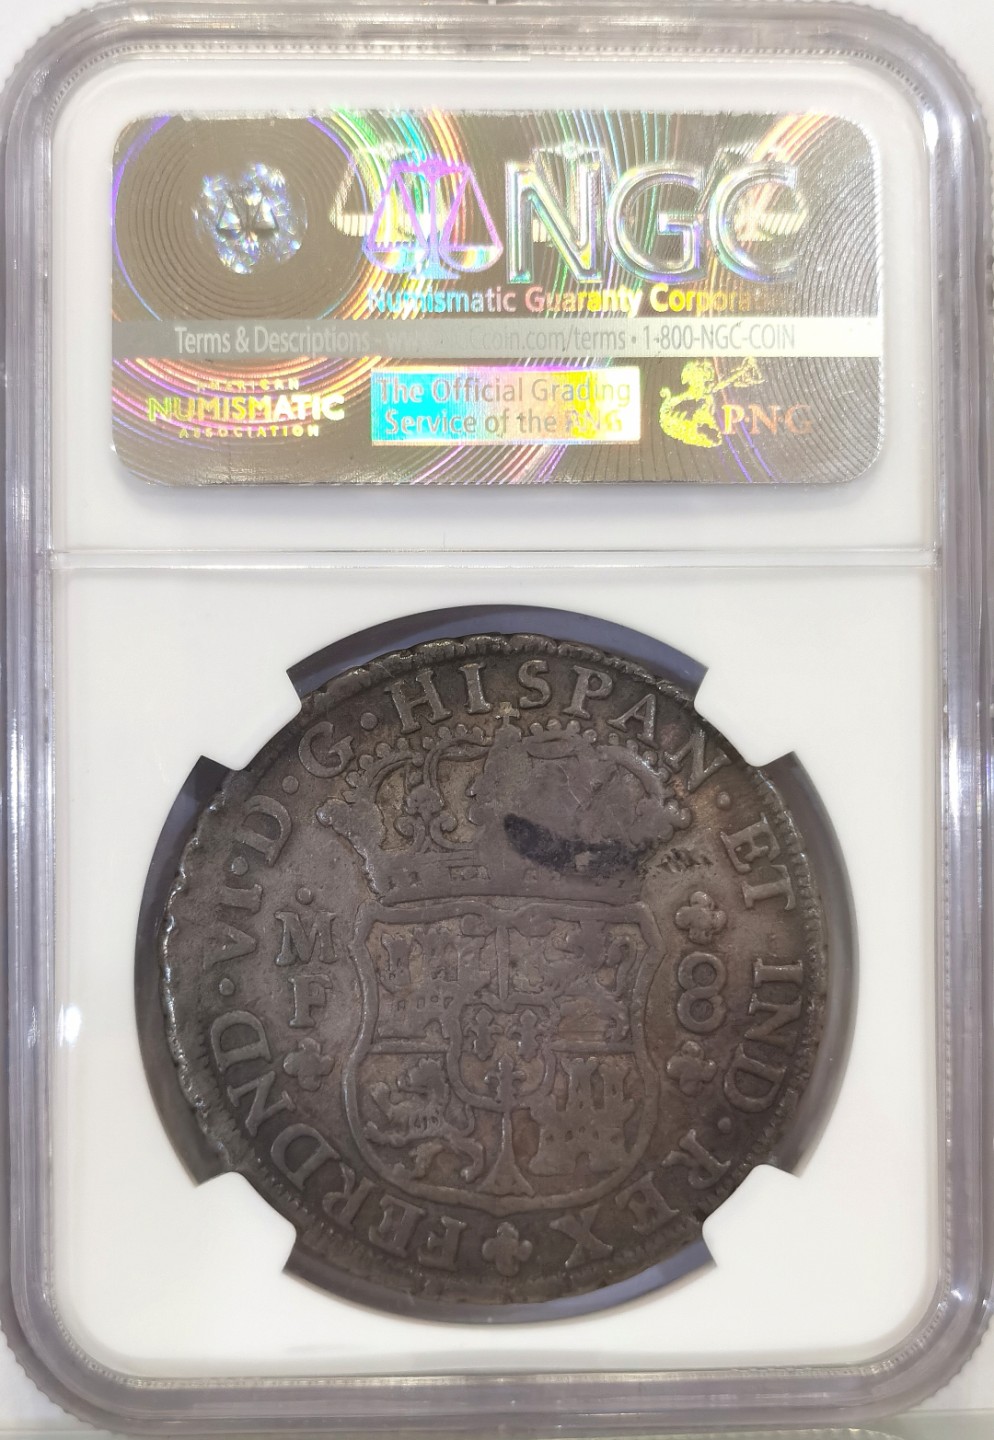 NGC
Numismatic Guaranty Corporation
Terms & Descriptions - www.NGCcoin.com/terms • 1-800-NGC-COIN
AMERICAN
NUMISMATIC
ASSOCIATION
The Official Grading
Service of the PNG
PNG
FERDND·VI·D·G·HISPAN·ET IND·REX
M
F
8